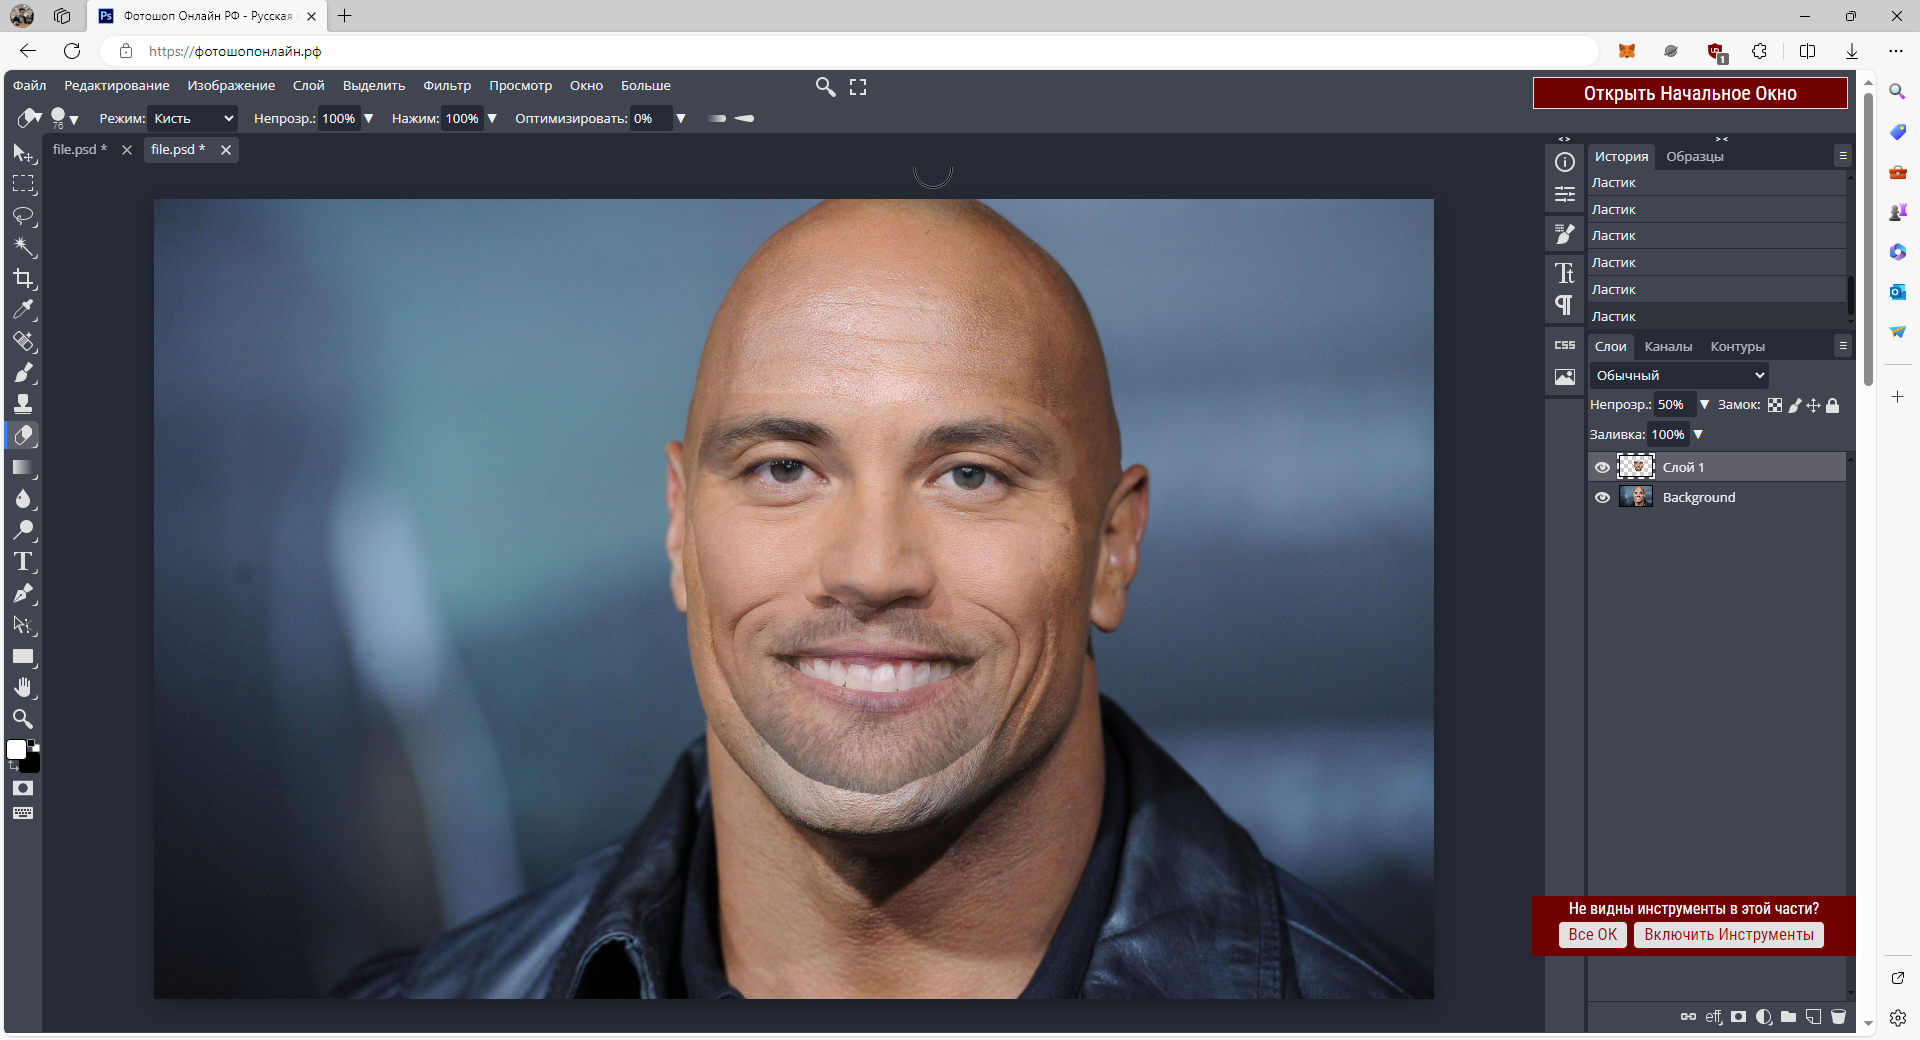 Фотошоп Онлайн РФ - Русская
https://фотошопонлайн.рф
1
Файл Редактирование Изображение Слой Выделить Фильтр Просмотр Окно Больше
Открыть Начальное Окно
76 Режим: Кисть Непрозр.: 100% Нажим: 100% Оптимизировать: 0%
file.psd * file.psd *
История Образцы
Ластик
Ластик
Ластик
Ластик
Ластик
Ластик
CSS
Слои Каналы Контуры
Обычный
Непрозр.: 50% Замок:
Заливка: 100%
Слой 1
Background
Не видны инструменты в этой части?
Все ОК Включить Инструменты
eff